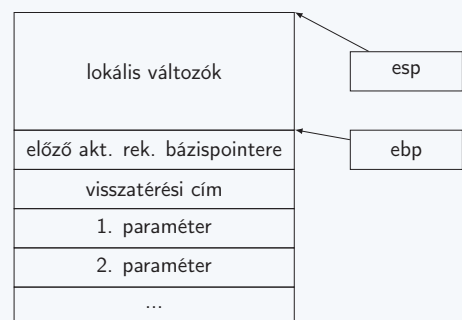 lokális változók
esp
előző akt. rek. bázispointere
ebp
visszatérési cím
1. paraméter
2. paraméter
...